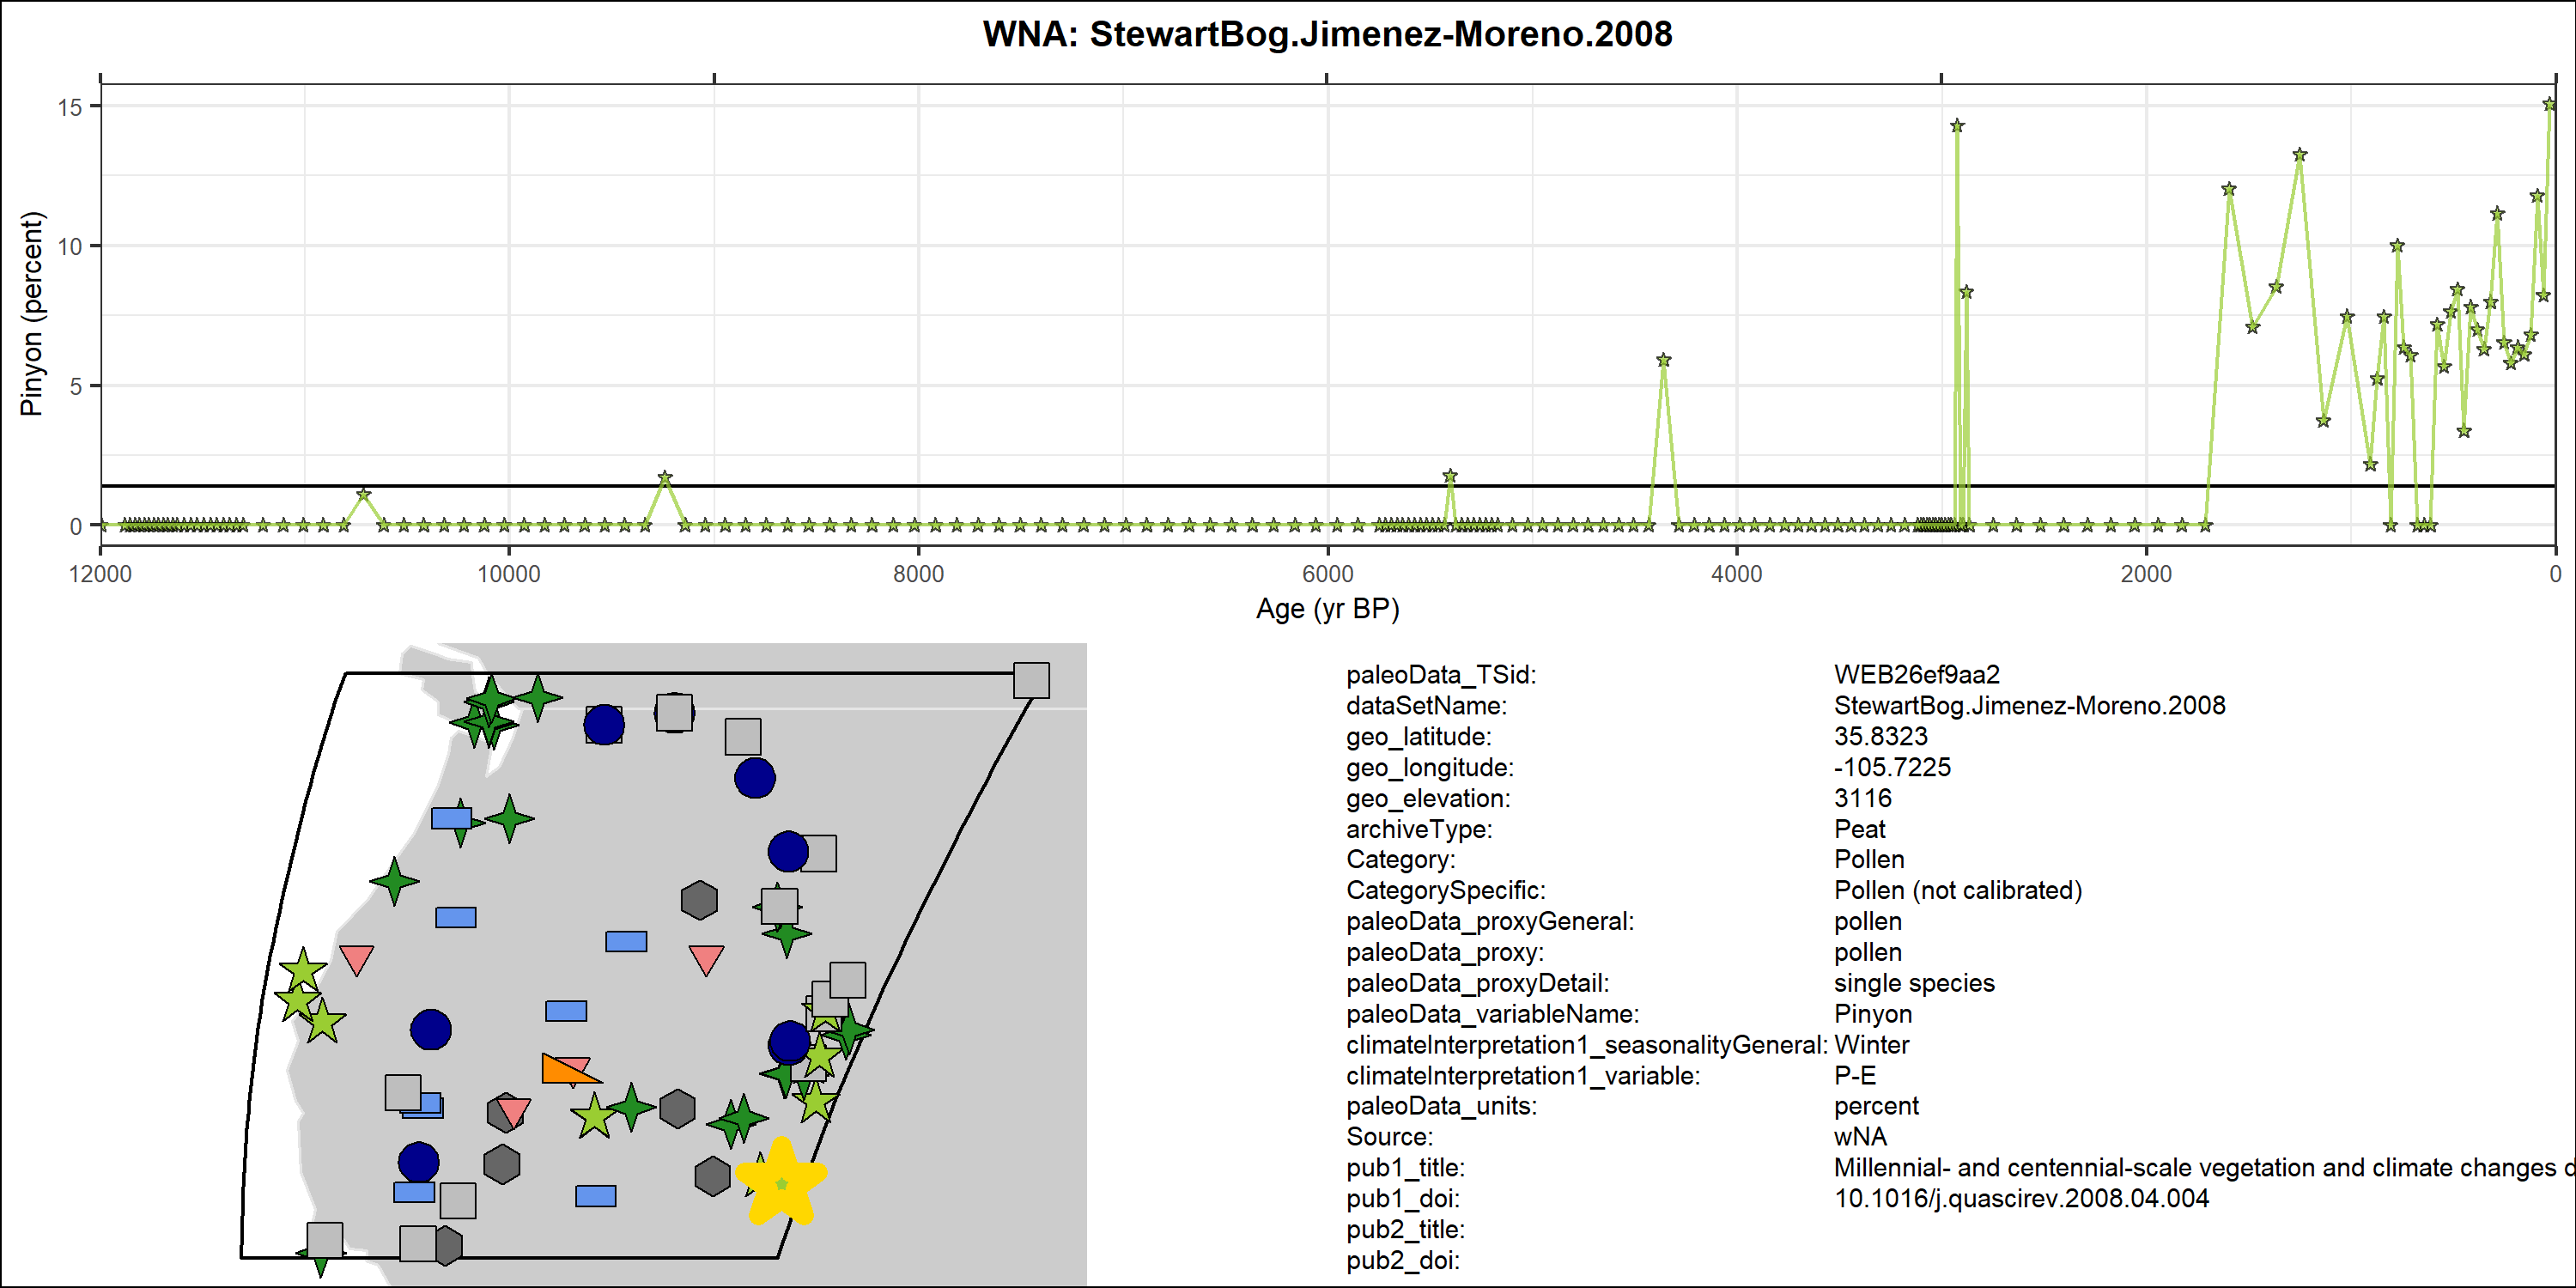 WNA: StewartBog.Jimenez-Moreno.2008
15
10
5
0
Pinyon (percent)
12000 10000 8000 6000 4000 2000 0
Age (yr BP)
paleoData_TSid: WEB26ef9aa2
dataSetName: StewartBog.Jimenez-Moreno.2008
geo_latitude: 35.8323
geo_longitude: -105.7225
geo_elevation: 3116
archiveType: Peat
Category: Pollen
CategorySpecific: Pollen (not calibrated)
paleoData_proxyGeneral: pollen
paleoData_proxy: pollen
paleoData_proxyDetail: single species
paleoData_variableName: Pinyon
climateInterpretation1_seasonalityGeneral: Winter
climateInterpretation1_variable: P-E
paleoData_units: percent
Source: wNA
pub1_title: Millennial- and centennial-scale vegetation and climate changes d
pub1_doi: 10.1016/j.quascirev.2008.04.004
pub2_title:
pub2_doi: